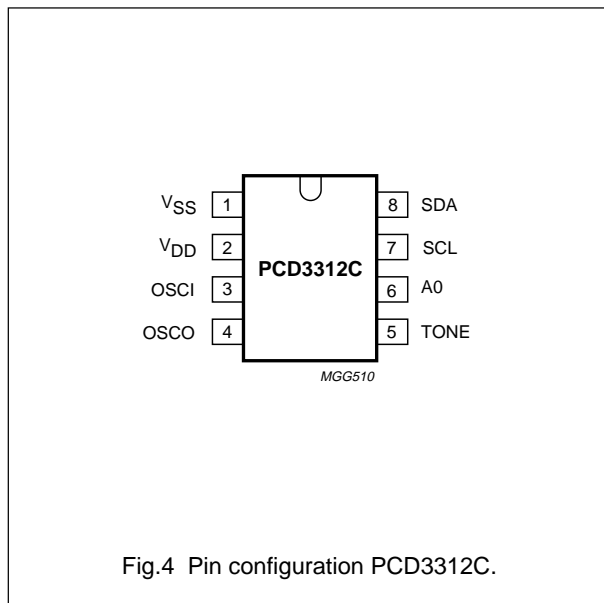 VSS 1 8 SDA
VDD 2 7 SCL
PCD3312C
OSCI 3 6 A0
OSCO 4 5 TONE
MGG510
Fig.4 Pin configuration PCD3312C.